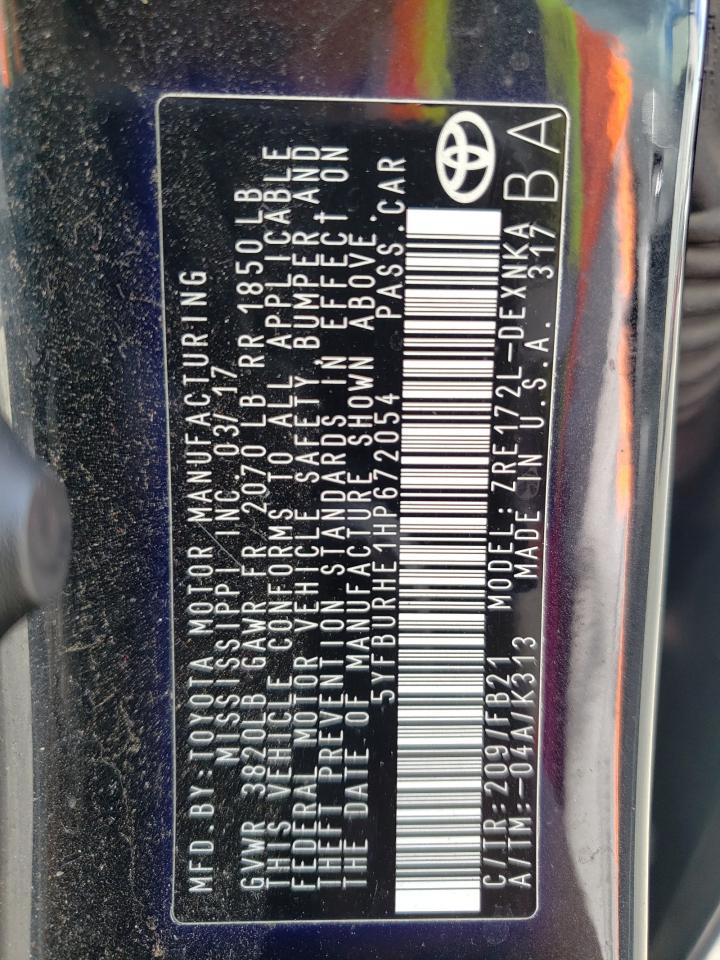 MFD.BY:TOYOTA MOTOR MANUFACTURING
MISSISSIPPI INC. 03/17
GVWR 3820LB GAWR FR 2070 LB RR 1850 LB
THIS VEHICLE CONFORMS TO ALL APPLICABLE
FEDERAL MOTOR VEHICLE SAFETY, BUMPER AND
THEFT PREVENTION STANDARDS IN EFFECT ON
THE DATE OF MANUFACTURE SHOWN ABOVE.
5YFBURHE1HP672054 PASS.CAR
C/TR:209/FB21 MODEL:ZRE172L-DEXNKA
A/TM:-04A/K313 MADE IN U.S.A. 317 BA